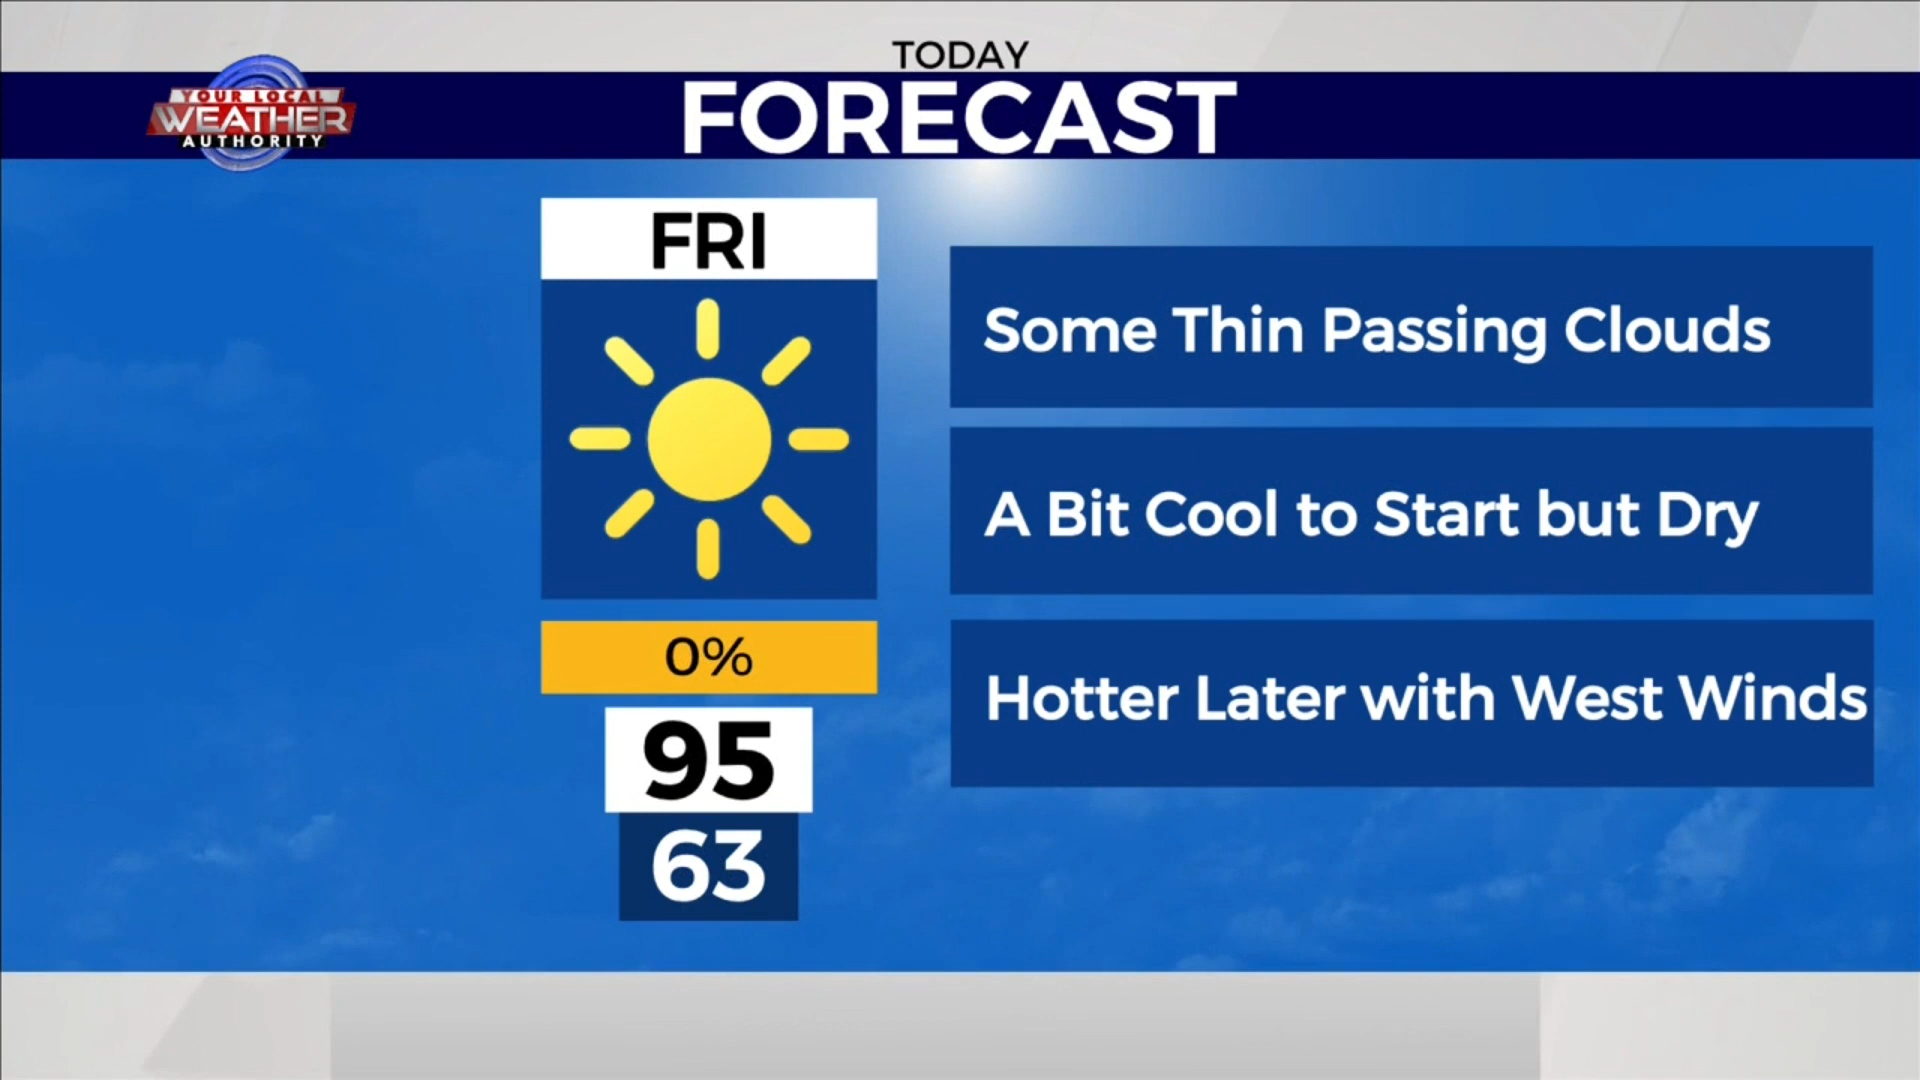 TODAY
FORECAST
YOUR LOCAL
WEATHER
AUTHORITY
FRI
0%
95
63
Some Thin Passing Clouds
A Bit Cool to Start but Dry
Hotter Later with West Winds